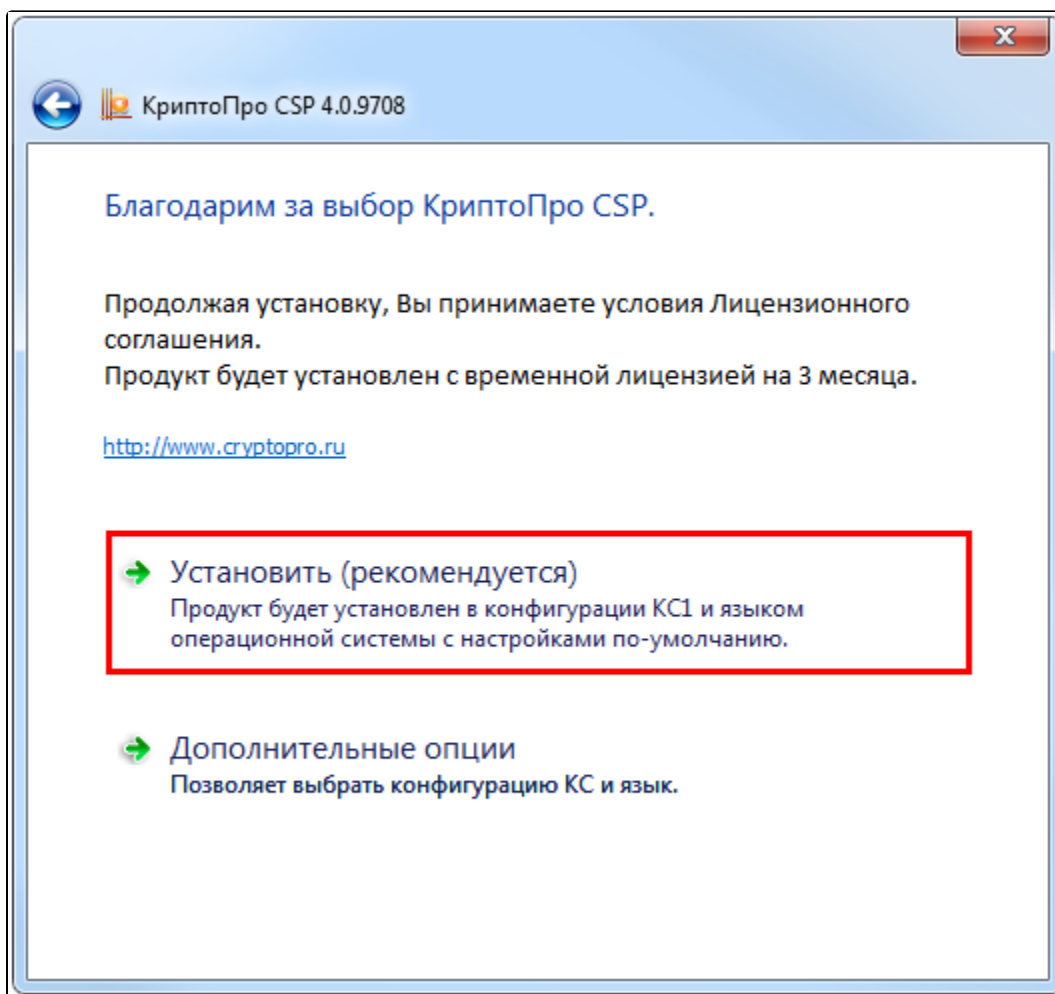 КриптоПро CSP 4.0.9708
Благодарим за выбор КриптоПро CSP.
Продолжая установку, Вы принимаете условия Лицензионного
соглашения.
Продукт будет установлен с временной лицензией на 3 месяца.
http://www.cryptopro.ru
Установить (рекомендуется)
Продукт будет установлен в конфигурации КС1 и языком
операционной системы с настройками по-умолчанию.
Дополнительные опции
Позволяет выбрать конфигурацию КС и язык.